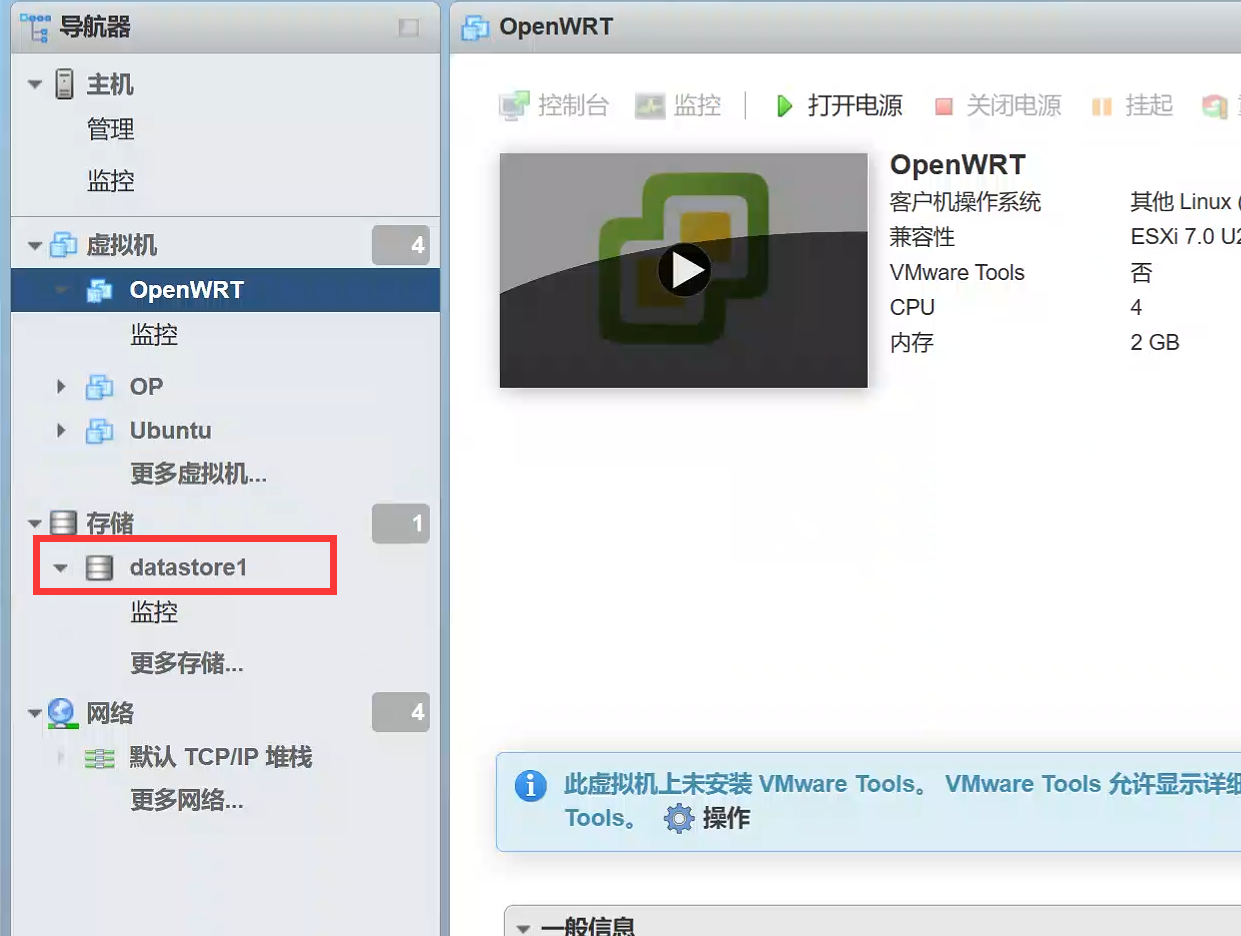 导航器
主机
管理
监控
虚拟机 4
OpenWRT
监控
OP
Ubuntu
更多虚拟机...
存储 1
datastore1
监控
更多存储...
网络 4
默认 TCP/IP 堆栈
更多网络...
OpenWRT
控制台 监控 打开电源 关闭电源 挂起
OpenWRT
客户机操作系统 其他 Linux (
兼容性 ESXi 7.0 U2
VMware Tools 否
CPU 4
内存 2 GB
此虚拟机上未安装 VMware Tools。 VMware Tools 允许显示详细
Tools。 操作
一般信息